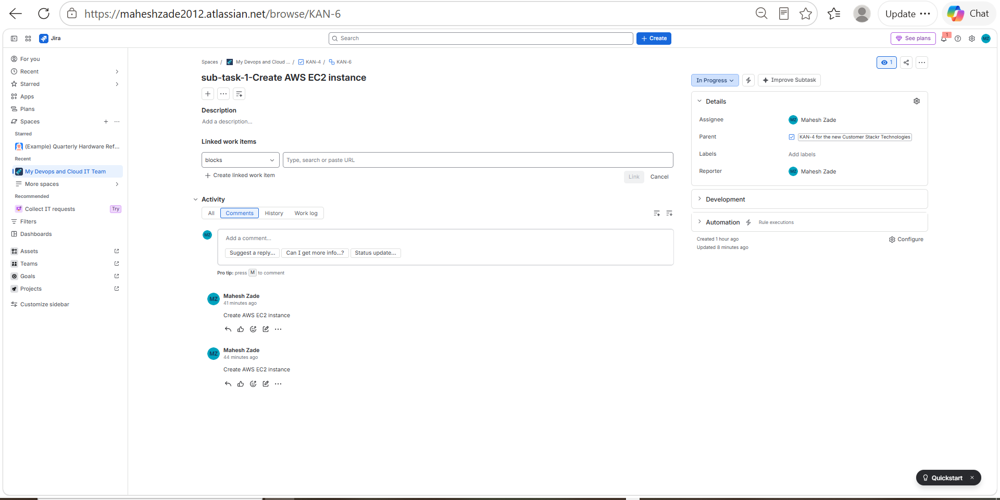 https://maheshzade2012.atlassian.net/browse/KAN-6
Update
Chat
Jira
Search
Create
See plans
1
MZ
For you
Recent
Starred
Apps
Plans
Spaces
Starred
(Example) Quarterly Hardware Ref...
Recent
My Devops and Cloud IT Team
More spaces
Recommended
Collect IT requests
Try
Filters
Dashboards
Assets
Teams
Goals
Projects
Customize sidebar
Spaces / My Devops and Cloud ... / KAN-4 / KAN-6
sub-task-1-Create AWS EC2 instance
Description
Add a description...
Linked work items
blocks
Type, search or paste URL
Create linked work item
Link
Cancel
Activity
All
Comments
History
Work log
MZ
Add a comment...
Suggest a reply...
Can I get more info...?
Status update...
Pro tip: press M to comment
MZ
Mahesh Zade
41 minutes ago
Create AWS EC2 instance
MZ
Mahesh Zade
44 minutes ago
Create AWS EC2 instance
1
In Progress
Improve Subtask
Details
Assignee
MZ
Mahesh Zade
Parent
KAN-4 for the new Customer Stackr Technologies
Labels
Add labels
Reporter
MZ
Mahesh Zade
Development
Automation
Rule executions
Created 1 hour ago
Configure
Updated 8 minutes ago
Quickstart